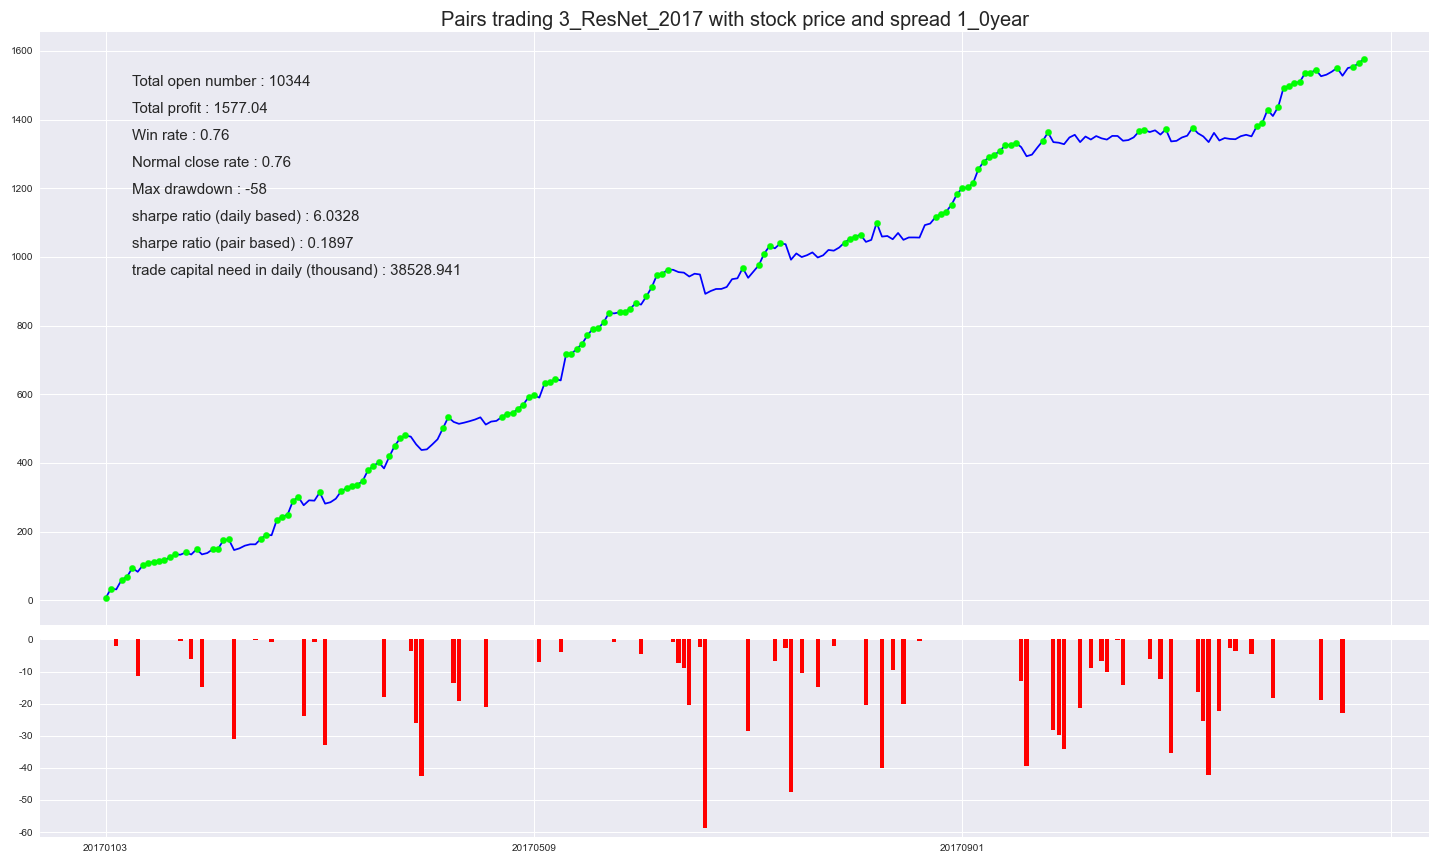 Pairs trading 3_ResNet_2017 with stock price and spread 1_0year
1600
Total open number : 10344
Total profit : 1577.04
1400
Win rate : 0.76
Normal close rate : 0.76
1200
Max drawdown : -58
sharpe ratio (daily based) : 6.0328
sharpe ratio (pair based) : 0.1897
1000
trade capital need in daily (thousand) : 38528.941
800
600
400
200
0
0
-10
-20
-30
-40
-50
-60
20170103 20170509 20170901